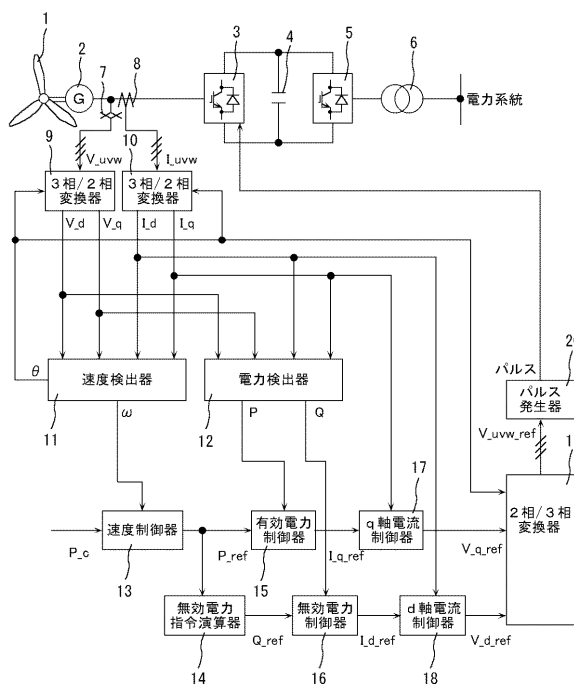 1
2
3
4
5
6
G
7
8
電力系統
9
10
V_uvw
I_uvw
3相/2相
変換器
3相/2相
変換器
V_d
V_q
I_d
I_q
θ
速度検出器
電力検出器
11
ω
12
P
Q
パルス
パルス
発生器
V_uvw_ref
17
2相/3相
変換器
P_c
速度制御器
13
P_ref
有効電力
制御器
15
I_q_ref
q軸電流
制御器
V_q_ref
無効電力
指令演算器
14
Q_ref
無効電力
制御器
16
I_d_ref
d軸電流
制御器
18
V_d_ref